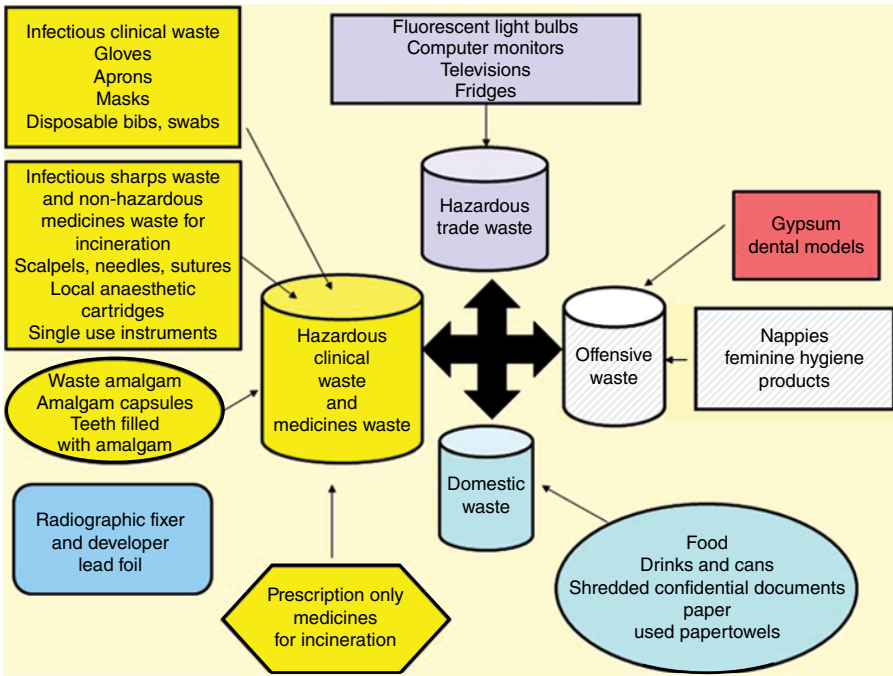 Infectious clinical waste
Gloves
Aprons
Masks
Disposable bibs, swabs
Fluorescent light bulbs
Computer monitors
Televisions
Fridges
Infectious sharps waste
and non-hazardous
medicines waste for
incineration
Scalpels, needles, sutures
Local anaesthetic
cartridges
Single use instruments
Hazardous
trade waste
Gypsum
dental models
Hazardous
clinical
waste
and
medicines waste
Offensive
waste
Nappies
feminine hygiene
products
Waste amalgam
Amalgam capsules
Teeth filled
with amalgam
Domestic
waste
Radiographic fixer
and developer
lead foil
Prescription only
medicines
for incineration
Food
Drinks and cans
Shredded confidential documents
paper
used papertowels